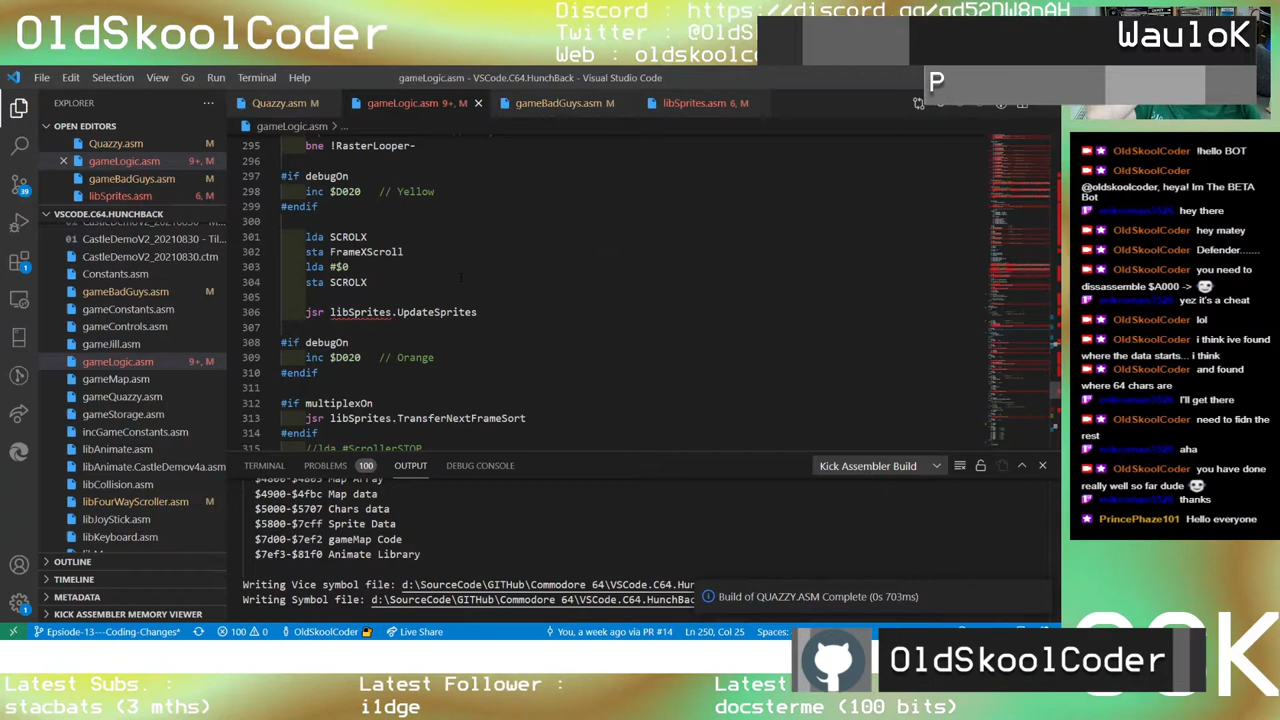 OldSkoolCoder
Discord : https://discord.gg/gd52DW8pAH
Twitter : @OldS
Web : oldskoolc
WauloK
P
File Edit Selection View Go Run Terminal Help
gameLogic.asm - VSCode.C64.HunchBack - Visual Studio Code
EXPLORER
OPEN EDITORS
Quazzy.asm M
gameLogic.asm 9+, M
gameBadGuys.asm M
libSprites.asm 6, M
VSCODE.C64.HUNCHBACK
CastleDemoV2_20210830 - Til...
CastleDemoV2_20210830.ctm
Constants.asm
gameBadGuys.asm M
gameConstants.asm
gameControls.asm
gameJill.asm
gameLogic.asm 9+, M
gameMap.asm
gameQuazzy.asm
gameStorage.asm
incGameConstants.asm
libAnimate.asm
libAnimate.CastleDemov4a.asm
libCollision.asm
libFourWayScroller.asm M
libJoyStick.asm
libKeyboard.asm
OUTLINE
TIMELINE
METADATA
KICK ASSEMBLER MEMORY VIEWER
Quazzy.asm M
gameLogic.asm 9+, M
gameBadGuys.asm M
libSprites.asm 6, M
gameLogic.asm > ...
295 bne !RasterLooper-
296
297 #if debugOn
298 inc $D020 // Yellow
299 #endif
300
301 lda SCROLX
302 sta FrameXScroll
303 lda #$0
304 sta SCROLX
305
306 jsr libSprites.UpdateSprites
307
308 #if debugOn
309 inc $D020 // Orange
310 #endif
311
312 #if multiplexOn
313 jsr libSprites.TransferNextFrameSort
314 #endif
315 //lda #ScrollerSTOP
TERMINAL PROBLEMS 100 OUTPUT DEBUG CONSOLE
Kick Assembler Build
$4800-$4803 Map Array
$4900-$4fbc Map data
$5000-$5707 Chars data
$5800-$7cff Sprite Data
$7d00-$7ef2 gameMap Code
$7ef3-$81f0 Animate Library
Writing Vice symbol file: d:\SourceCode\GITHub\Commodore 64\VSCode.C64.Hun
Writing Symbol file: d:\SourceCode\GITHub\Commodore 64\VSCode.C64.HunchBac
Build of QUAZZY.ASM Complete (0s 703ms)
Epsiode-13---Coding-Changes* 100 0 OldSkoolCoder Live Share You, a week ago via PR #14 Ln 250, Col 25 Spaces:
OldSkoolCoder !hello BOT
OldSkoolCoder
@oldskoolcoder, heya! Im The BETA
Bot
hey there
OldSkoolCoder hey matey
OldSkoolCoder Defender.......
OldSkoolCoder you need to
dissassemble $A000 ->
yez it's a cheat
OldSkoolCoder lol
OldSkoolCoder i think ive found
where the data starts... i think
OldSkoolCoder and found
where 64 chars are
I'll get there
OldSkoolCoder need to fidn the
rest
aha
OldSkoolCoder you have done
really well so far dude
thanks
PrincePhaze101 Hello everyone
OldSkoolCoder
K
Latest Subs. :
stacbats (3 mths)
Latest Follower :
i1dge
Latest
docsterme (100 bits)